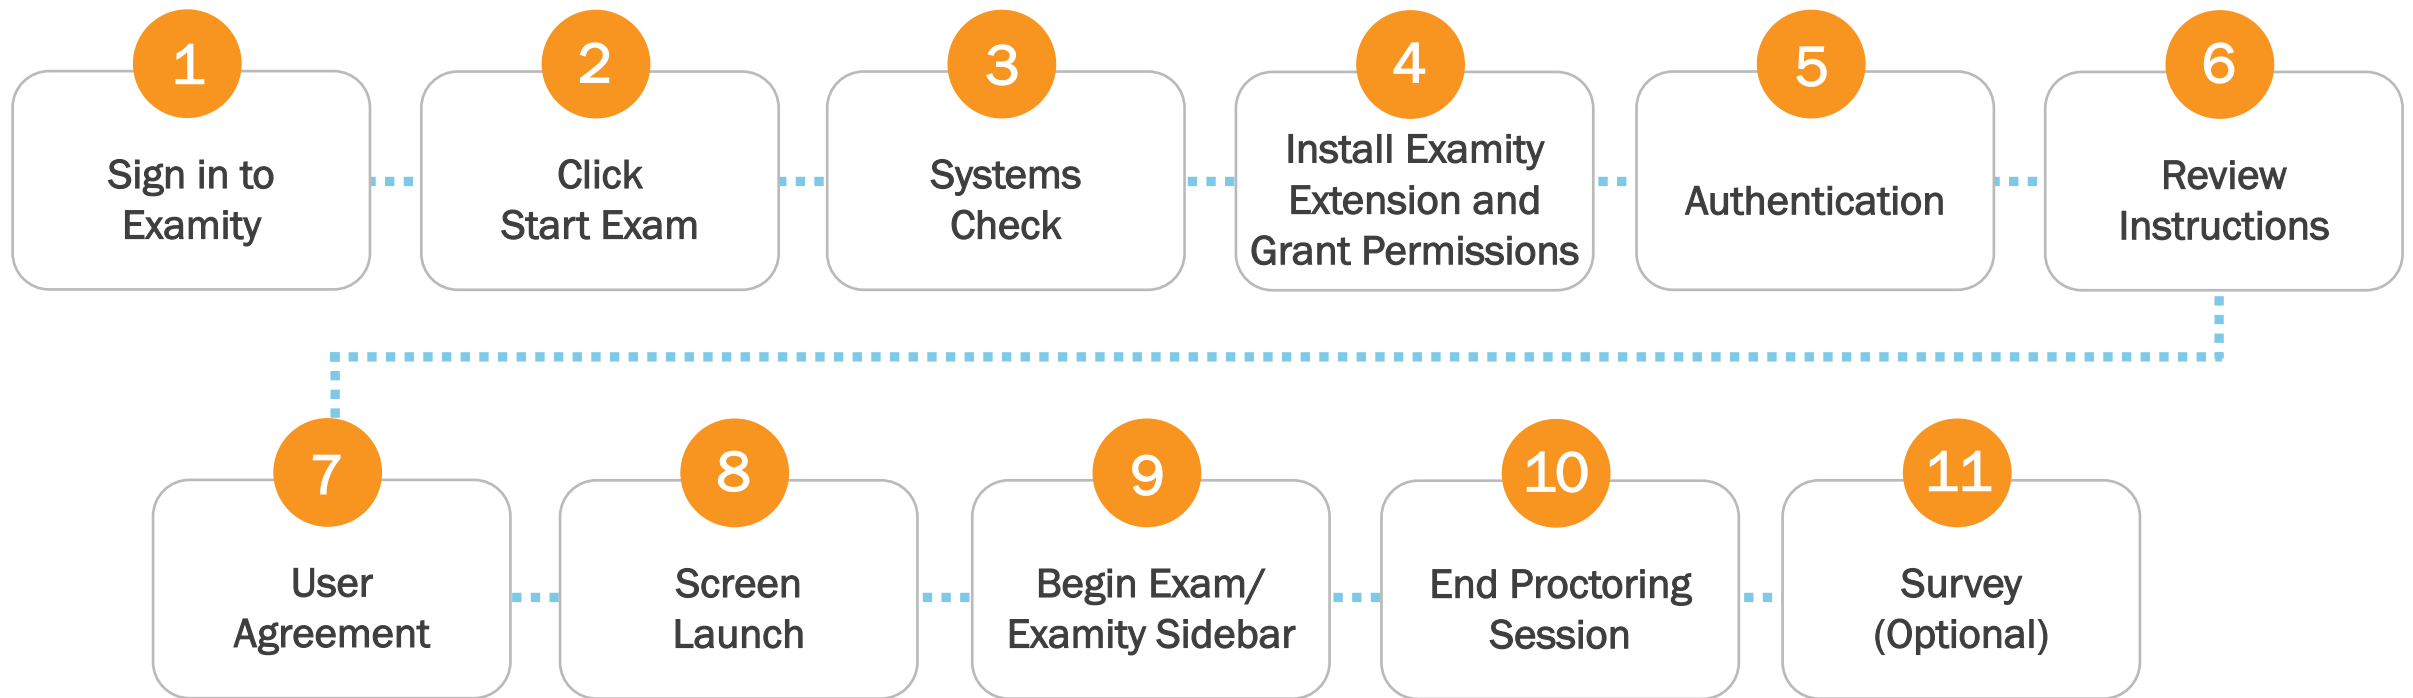 1
Sign in to
Examity
2
Click
Start Exam
3
Systems
Check
4
Install Examity
Extension and
Grant Permissions
5
Authentication
6
Review
Instructions
7
User
Agreement
8
Screen
Launch
9
Begin Exam/
Examity Sidebar
10
End Proctoring
Session
11
Survey
(Optional)